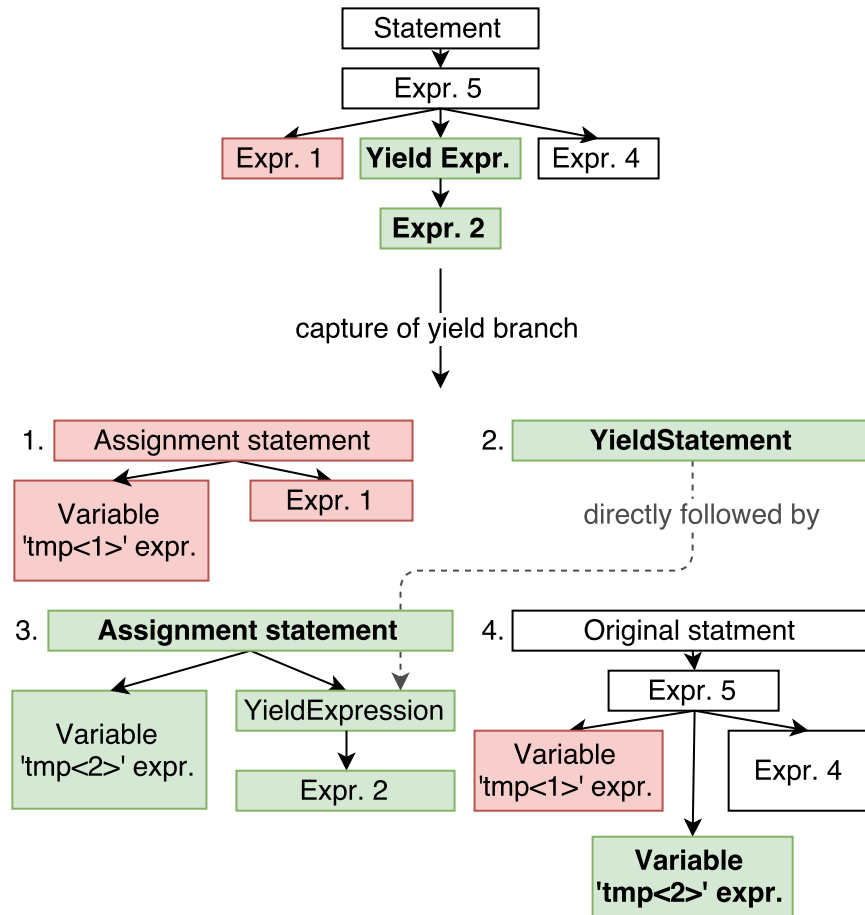 Statement
Expr. 5
Expr. 1
Yield Expr.
Expr. 4
Expr. 2
capture of yield branch
1.
Assignment statement
Variable
'tmp<1>' expr.
Expr. 1
2.
YieldStatement
directly followed by
3.
Assignment statement
Variable
'tmp<2>' expr.
YieldExpression
Expr. 2
4.
Original statment
Expr. 5
Variable
'tmp<1>' expr.
Expr. 4
Variable
'tmp<2>' expr.